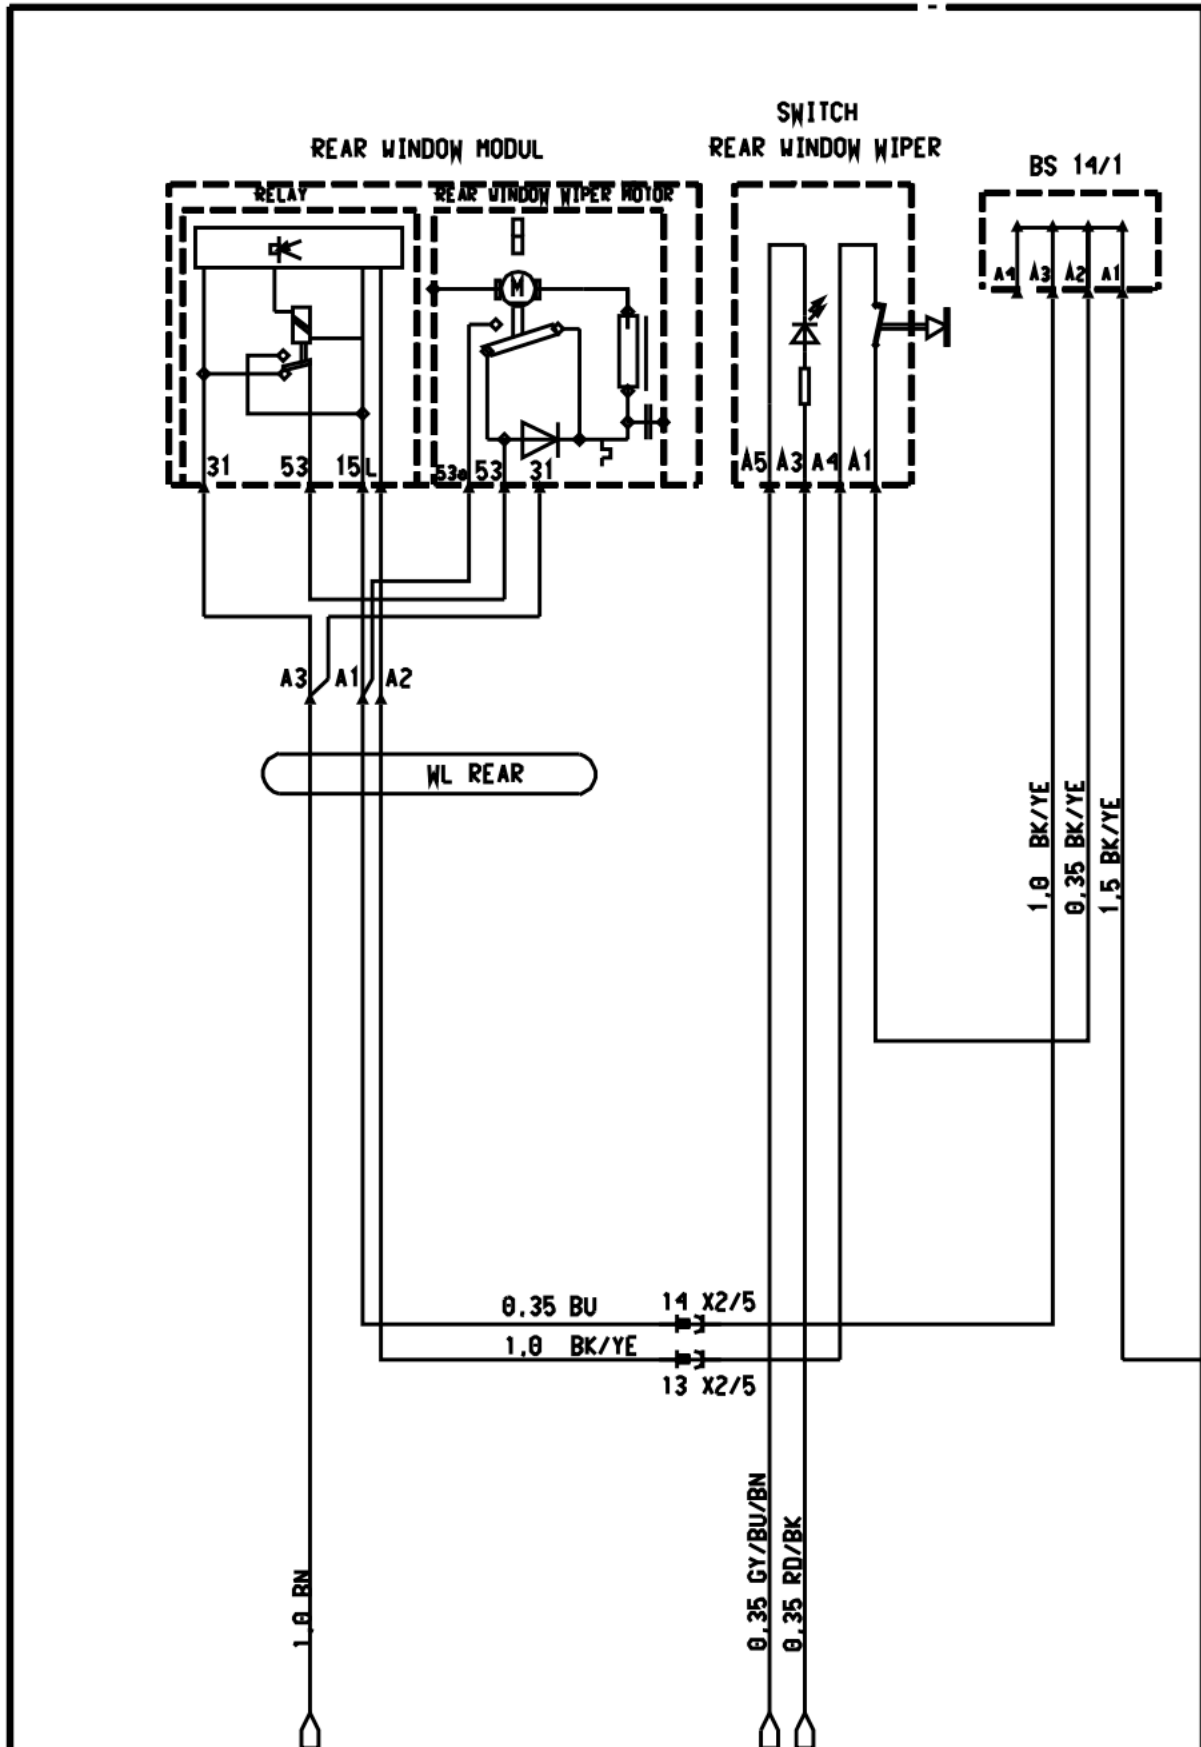 SWITCH
REAR WINDOW MODUL
REAR WINDOW WIPER
BS 14/1
RELAY
REAR WINDOW WIPER MOTOR
M
A4 A3 A2 A1
31 53 15 L
53a 53 31
A5 A3 A4 A1
A3 A1 A2
WL REAR
1,0 BK/YE
0,35 BK/YE
1,5 BK/YE
0.35 BU
14 X2/5
1,0 BK/YE
13 X2/5
0,35 GY/BU/BN
0,35 RD/BK
1,0 BN